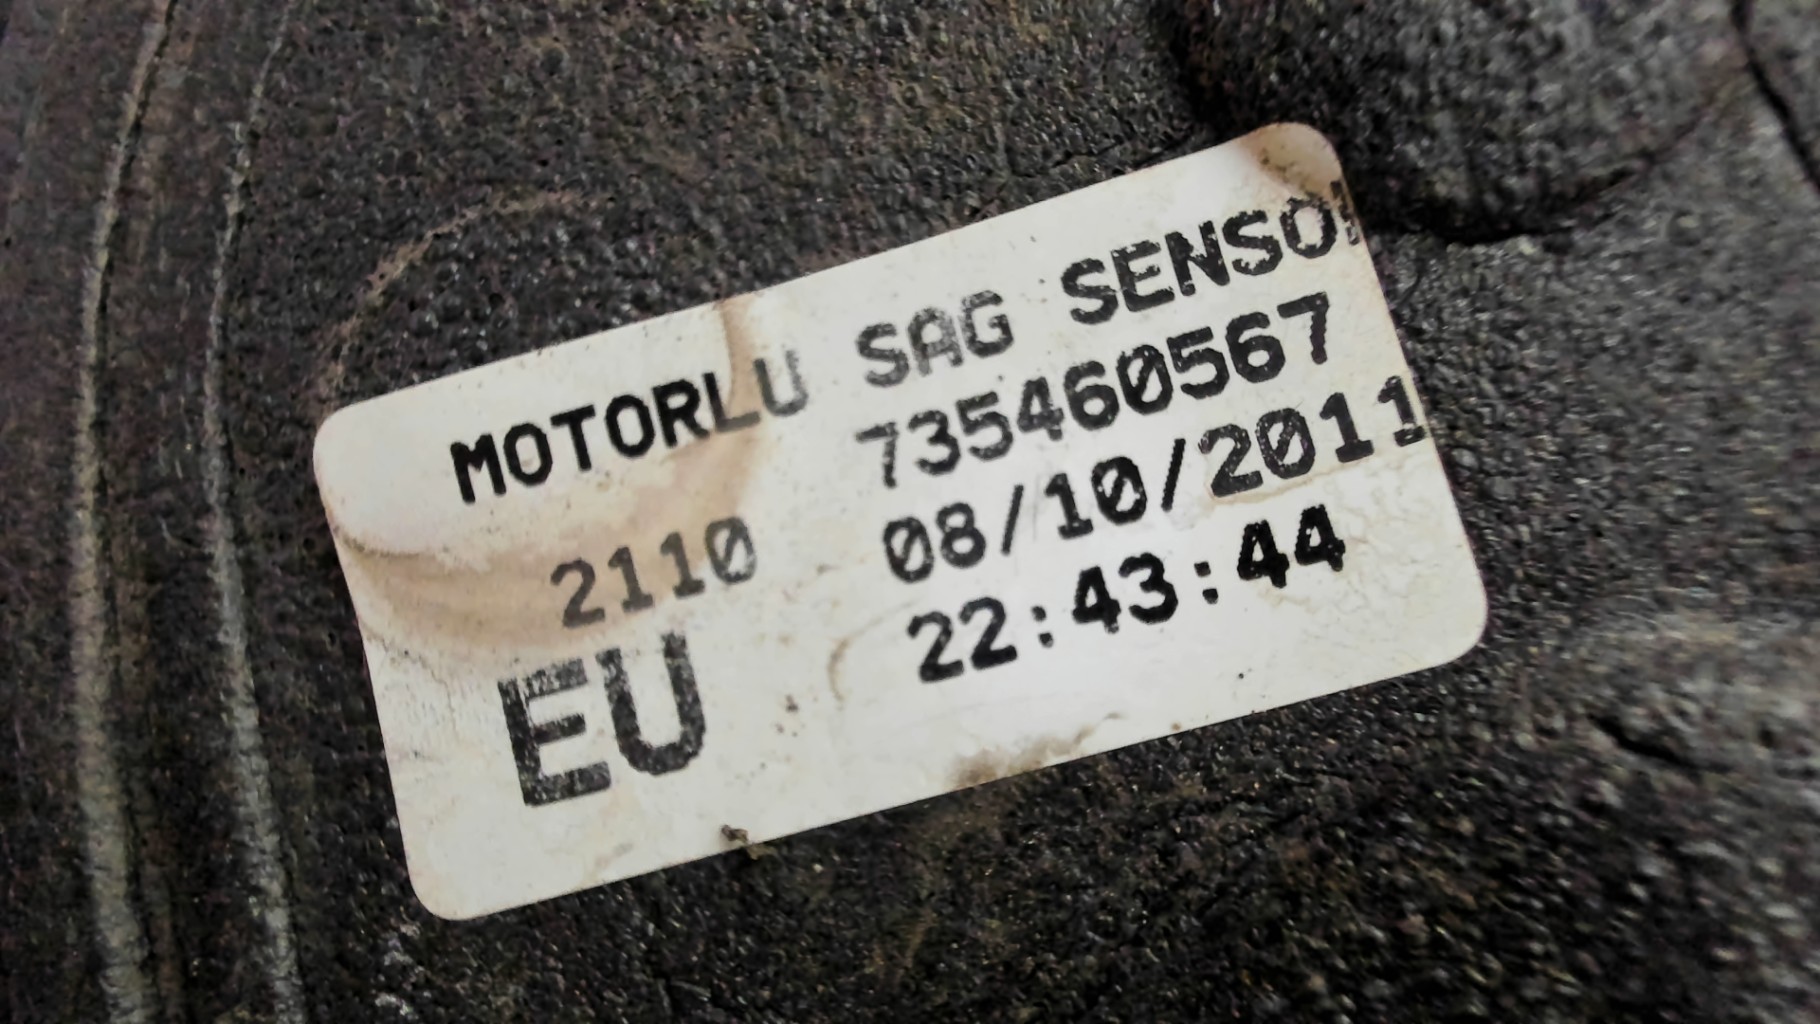 MOTORLU SAG SENSO
735460567
2110 08/10/2011
EU 22:43:44